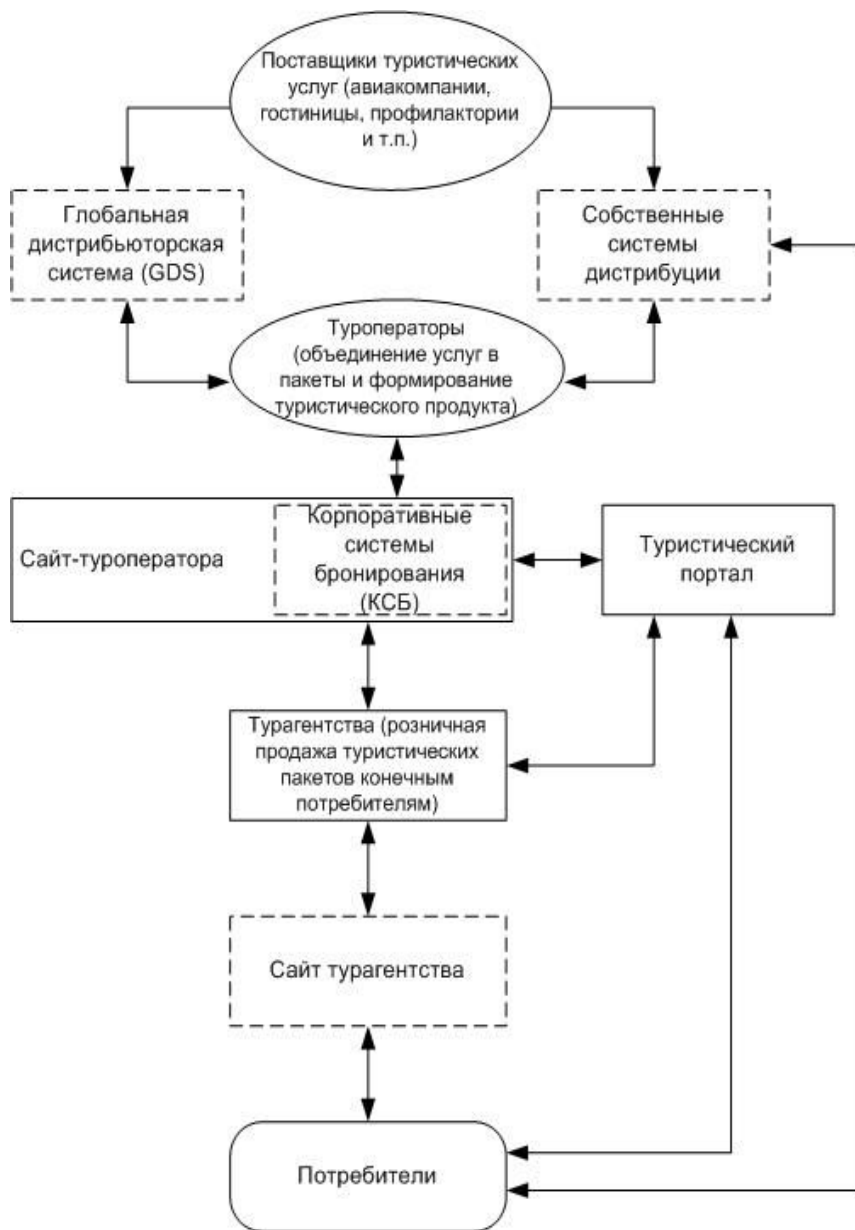 Поставщики туристических
услуг (авиакомпании,
гостиницы, профилактории
и т.п.)
Глобальная
дистрибьюторская
система (GDS)
Собственные
системы
дистрибуции
Туроператоры
(объединение услуг в
пакеты и формирование
туристического продукта)
Сайт-туроператора
Корпоративные
системы
бронирования
(КСБ)
Туристический
портал
Турагентства (розничная
продажа туристических
пакетов конечным
потребителям)
Сайт турагентства
Потребители